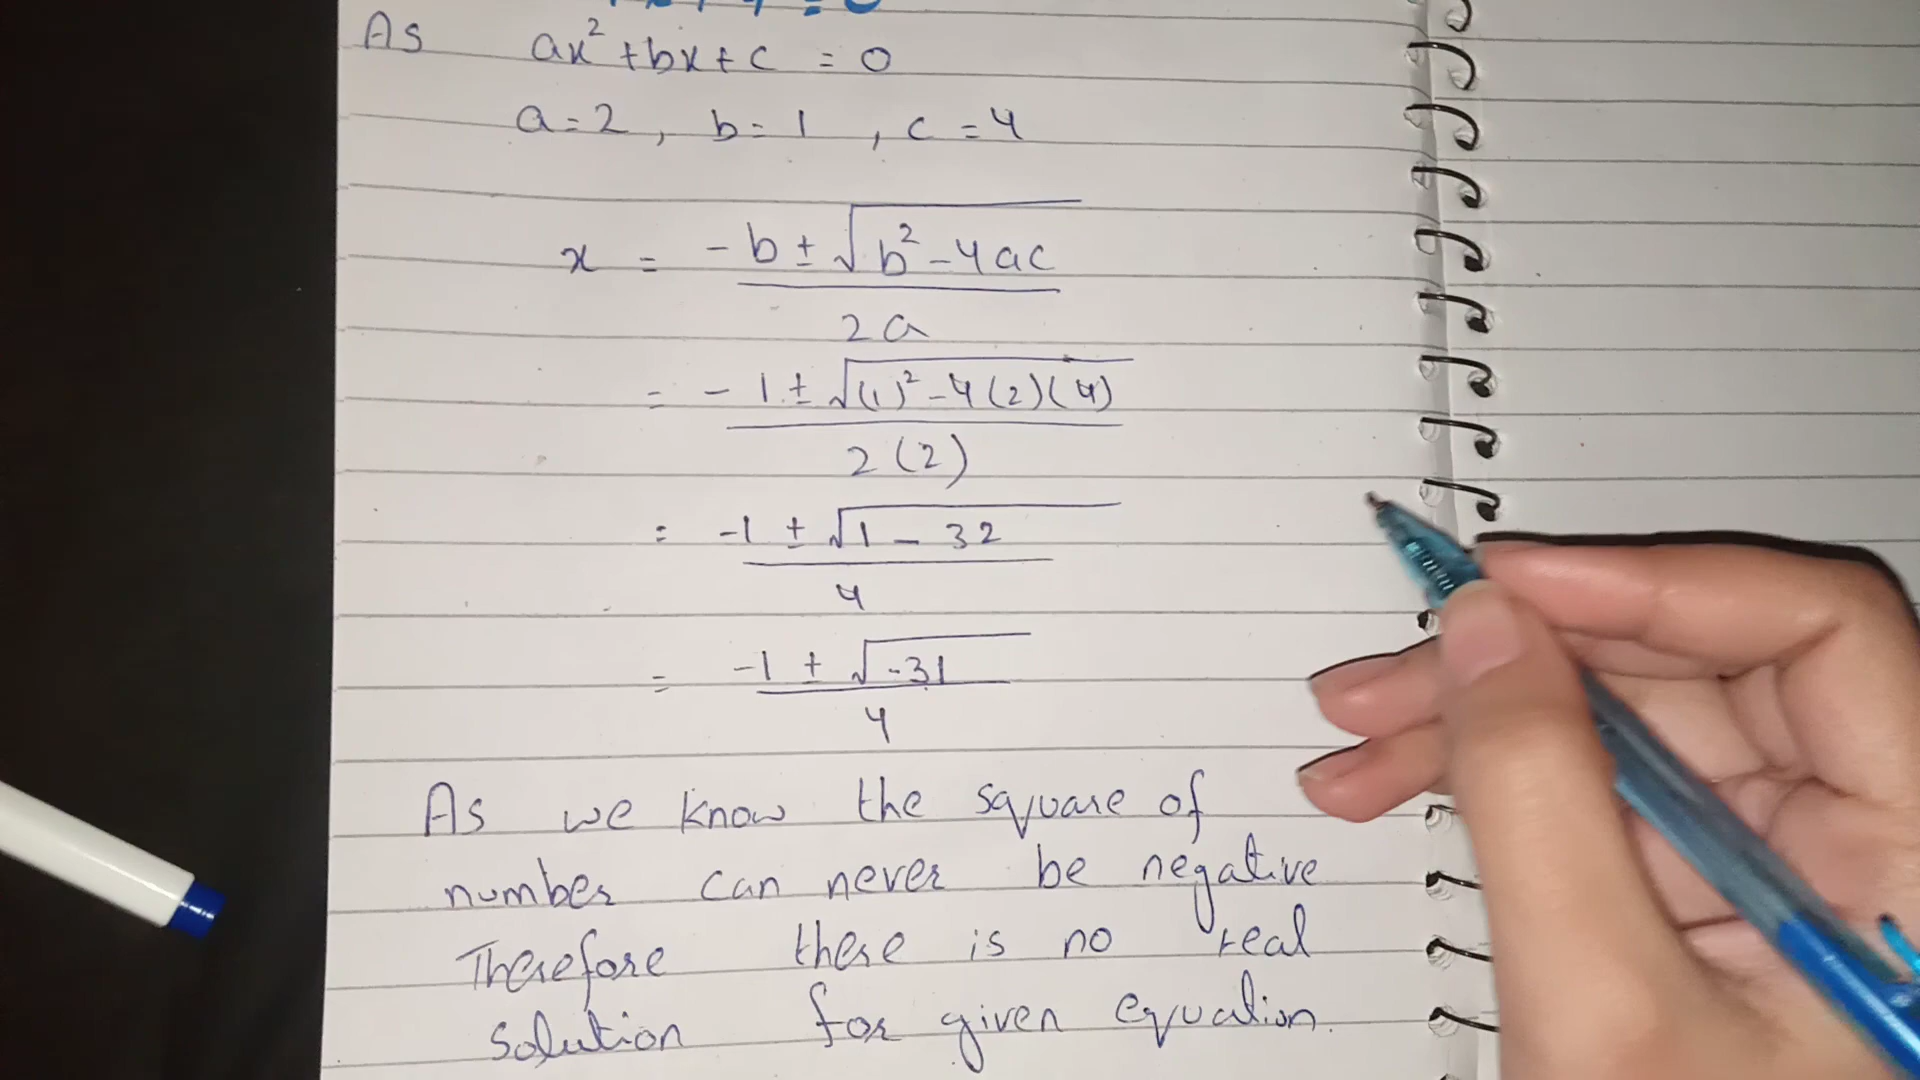 As ax² + bx + c = 0
a = 2 , b = 1 , c = 4
x = -b ± √b² - 4ac
2a
= - 1 ± √(1)² - 4 (2) (4)
2 (2)
= -1 ± √1 - 32
4
= -1 ± √-31
4
As we know the square of
number can never be negative
Therefore there is no real
solution for given equation.